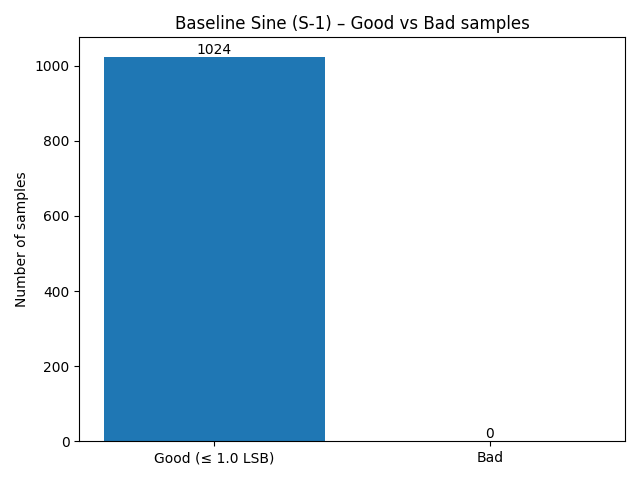 Baseline Sine (S-1) – Good vs Bad samples
1024
1000
800
600
400
200
0
0
Number of samples
Good (≤ 1.0 LSB)
Bad